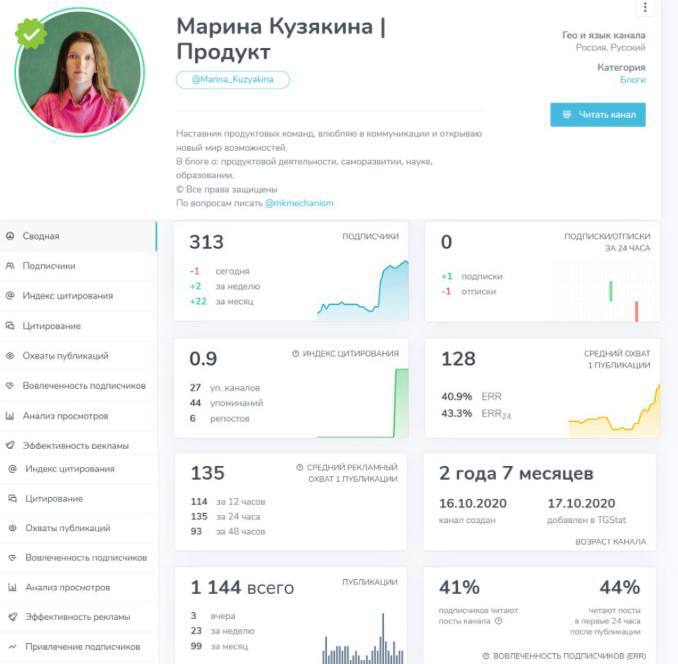 Марина Кузякина |
Продукт
@Marina_Kuzyakina
Гео и язык канала
Россия, Русский
Категория
Блоги
Читать канал
Наставник продуктовых команд, влюбляю в коммуникации и открываю
новый мир возможностей.
В блоге о: продуктовой деятельности, саморазвитии, науке,
образовании.
© Все права защищены
По вопросам писать @mkmechanism
Сводная
Подписчики
Индекс цитирования
Цитирование
Охваты публикаций
Вовлеченность подписчиков
Анализ просмотров
Эффективность рекламы
Индекс цитирования
Цитирование
Охваты публикаций
Вовлеченность подписчиков
Анализ просмотров
Эффективность рекламы
Привлечение подписчиков
313
ПОДПИСЧИКИ
-1 сегодня
+2 за неделю
+22 за месяц
0
ПОДПИСКИ/ОТПИСКИ
ЗА 24 ЧАСА
+1 подписки
-1 отписки
0.9
ИНДЕКС ЦИТИРОВАНИЯ
27 уп. каналов
44 упоминаний
6 репостов
128
СРЕДНИЙ ОХВАТ
1 ПУБЛИКАЦИИ
40.9% ERR
43.3% ERR24
135
СРЕДНИЙ РЕКЛАМНЫЙ
ОХВАТ 1 ПУБЛИКАЦИИ
114 за 12 часов
135 за 24 часа
93 за 48 часов
2 года 7 месяцев
16.10.2020 17.10.2020
канал создан добавлен в TGStat
ВОЗРАСТ КАНАЛА
1 144 всего
ПУБЛИКАЦИИ
3 вчера
23 за неделю
99 за месяц
41% 44%
подписчиков читают
посты канала
читают посты
в первые 24 часа
после публикации
ВОВЛЕЧЕННОСТЬ ПОДПИСЧИКОВ (ERR)